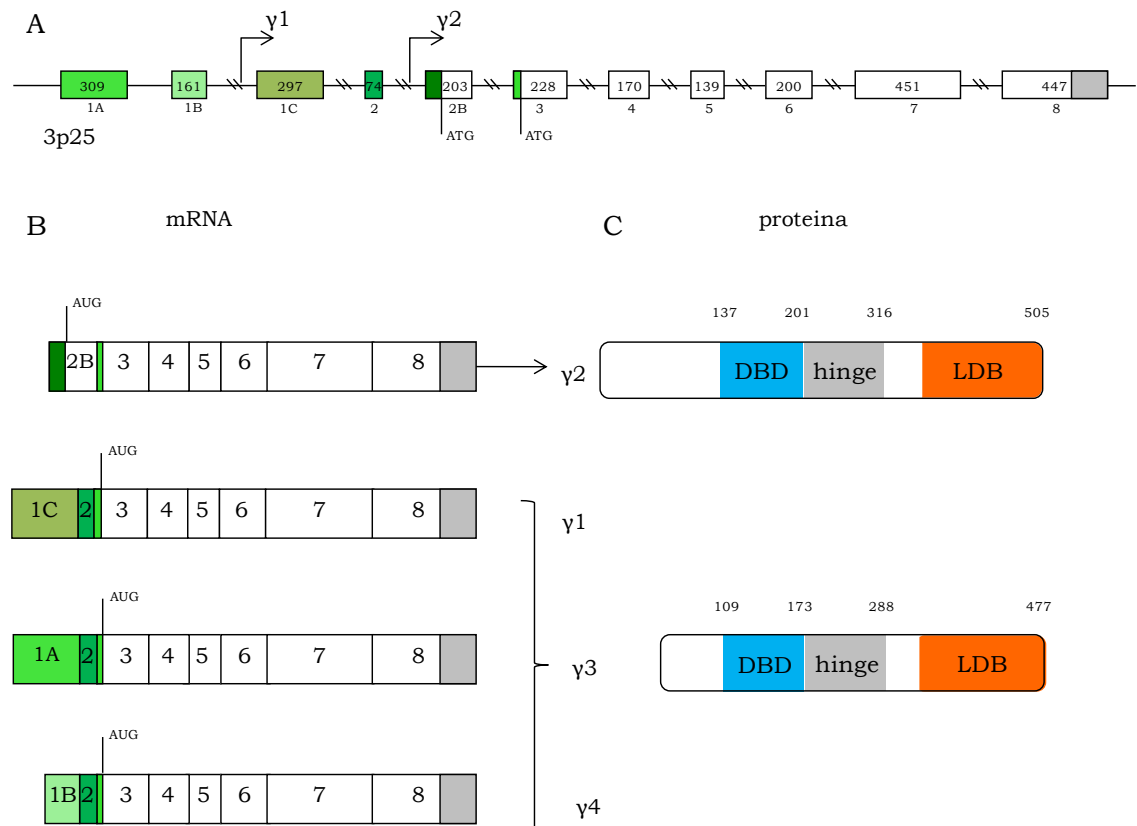 A
γ1
γ2
309
161
297
74
203
228
170
139
200
451
447
1A
1B
1C
2
2B
3
4
5
6
7
8
ATG
ATG
3p25
B
mRNA
C
proteina
AUG
2B 3 4 5 6 7 8
γ2
137 201 316 505
DBD hinge LDB
AUG
1C 2 3 4 5 6 7 8
γ1
AUG
1A 2 3 4 5 6 7 8
γ3
109 173 288 477
DBD hinge LDB
AUG
1B 2 3 4 5 6 7 8
γ4